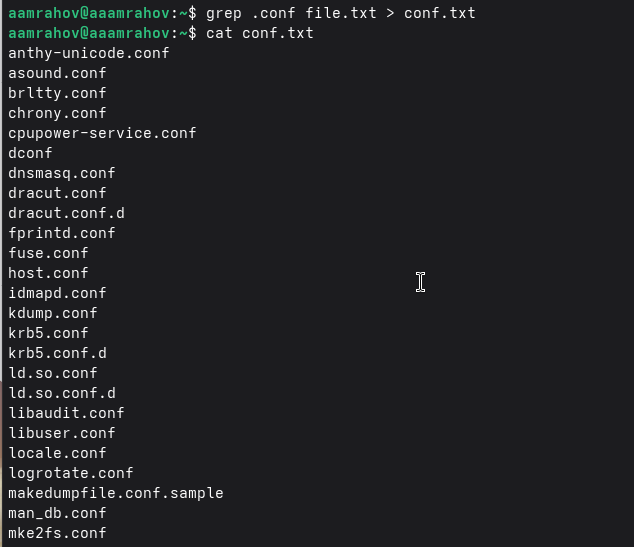 aamrahov@aaamrahov:~$ grep .conf file.txt > conf.txt
aamrahov@aaamrahov:~$ cat conf.txt
anthy-unicode.conf
asound.conf
brltty.conf
chrony.conf
cpupower-service.conf
dconf
dnsmasq.conf
dracut.conf
dracut.conf.d
fprintd.conf
fuse.conf
host.conf
idmapd.conf
kdump.conf
krb5.conf
krb5.conf.d
ld.so.conf
ld.so.conf.d
libaudit.conf
libuser.conf
locale.conf
logrotate.conf
makedumpfile.conf.sample
man_db.conf
mke2fs.conf